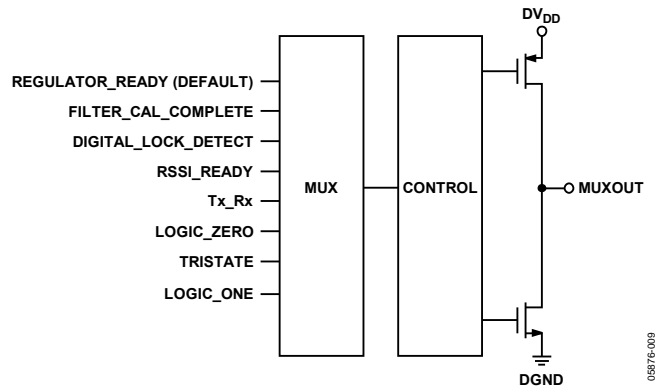 DVDD
REGULATOR_READY (DEFAULT)
FILTER_CAL_COMPLETE
DIGITAL_LOCK_DETECT
RSSI_READY
Tx_Rx
LOGIC_ZERO
TRISTATE
LOGIC_ONE
MUX
CONTROL
MUXOUT
DGND
05876-009